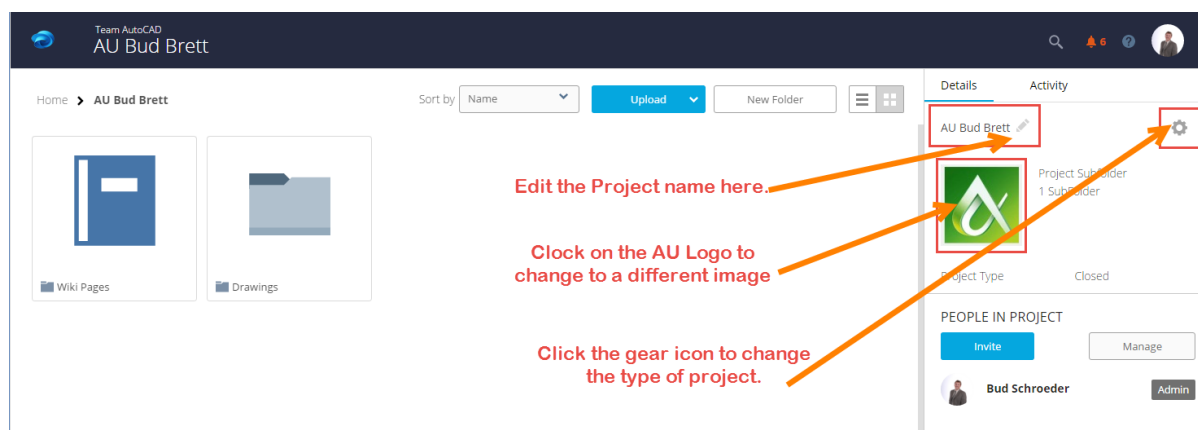 Team AutoCAD
AU Bud Brett
6
Home > AU Bud Brett
Sort by Name
Upload
New Folder
Details Activity
AU Bud Brett
Project Subfolder
1 Subfolder
Edit the Project name here.
Clock on the AU Logo to
change to a different image
Wiki Pages
Drawings
Project Type Closed
PEOPLE IN PROJECT
Invite
Manage
Click the gear icon to change
the type of project.
Bud Schroeder
Admin